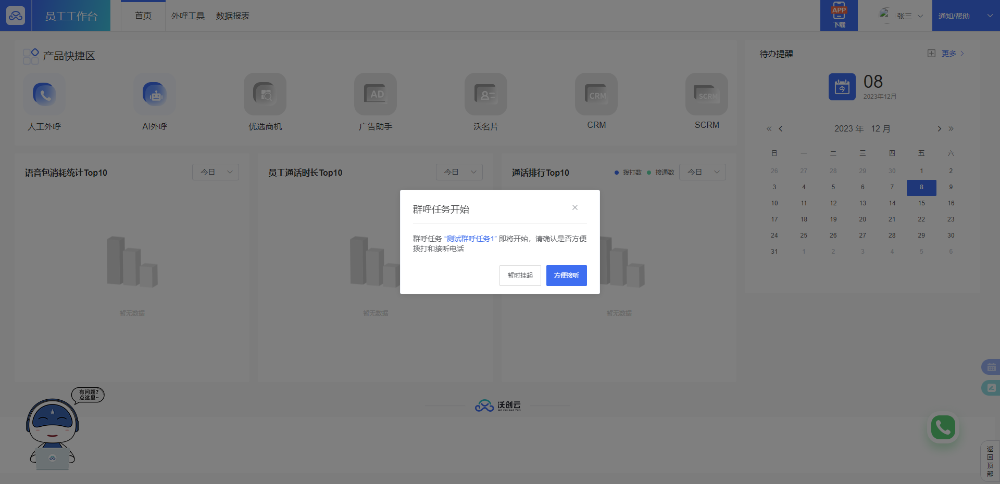 员工工作台
首页
外呼工具
数据报表
APP
下载
张三
通知/帮助
产品快捷区
人工外呼
AI外呼
优选商机
AD
广告助手
沃名片
CRM
CRM
SCRM
SCRM
待办提醒
更多
今
08
2023年12月
2023 年 12 月
日 一 二 三 四 五 六
26 27 28 29 30 1 2
3 4 5 6 7 8 9
10 11 12 13 14 15 16
17 18 19 20 21 22 23
24 25 26 27 28 29 30
31 1 2 3 4 5 6
语音包消耗统计Top10
今日
暂无数据
员工通话时长Top10
今日
暂无数据
通话排行Top10
拨打数
接通数
今日
暂无数据
群呼任务开始
群呼任务 “测试群呼任务1” 即将开始，请确认是否方便
拨打和接听电话
暂时挂起
方便接听
有问题?
点这里~
沃创云
WO CHUANG YUN
返
回
顶
部